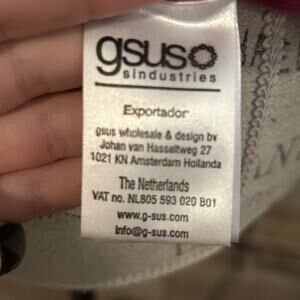 gsus
sindustries
Exportador
gsus wholesale & design bv
Johan van Hasseltweg 27
1021 KN Amsterdam Hollanda
The Netherlands
VAT no. NL805 593 020 B01
www.g-sus.com
info@g-sus.com